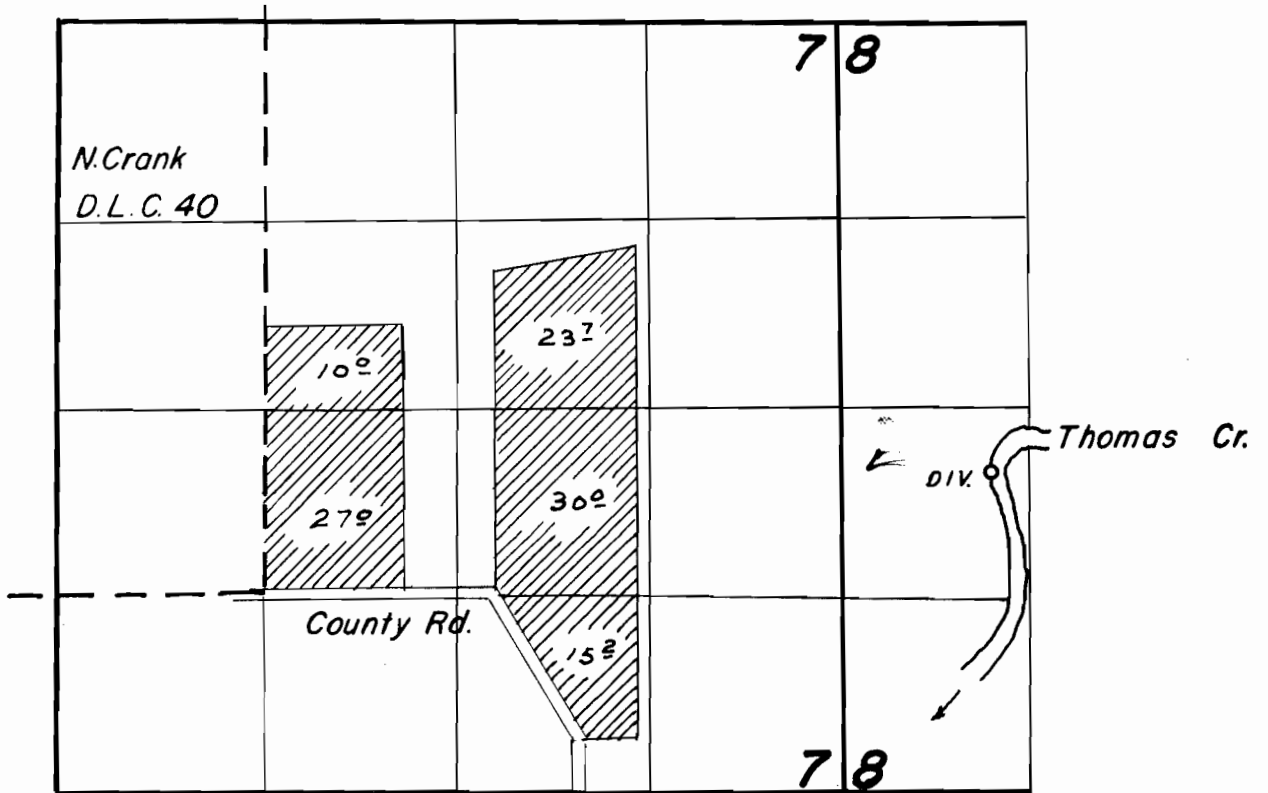 7 8
N. Crank
D. L. C. 40
23 7
10 0
Thomas Cr.
DIV.
30 0
27 0
County Rd.
15 2
7 8